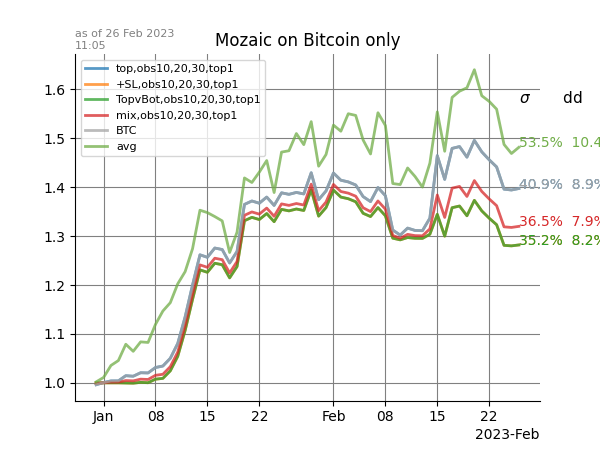 as of 26 Feb 2023
11:05
Mozaic on Bitcoin only
top,obs10,20,30,top1
+SL,obs10,20,30,top1
TopvBot,obs10,20,30,top1
mix,obs10,20,30,top1
BTC
avg
σ dd
1.6
1.5
53.5% 10.4
1.4
40.9% 8.9%
36.5% 7.9%
1.3
35.2% 8.2%
1.2
1.1
1.0
Jan 08 15 22 Feb 08 15 22
2023-Feb